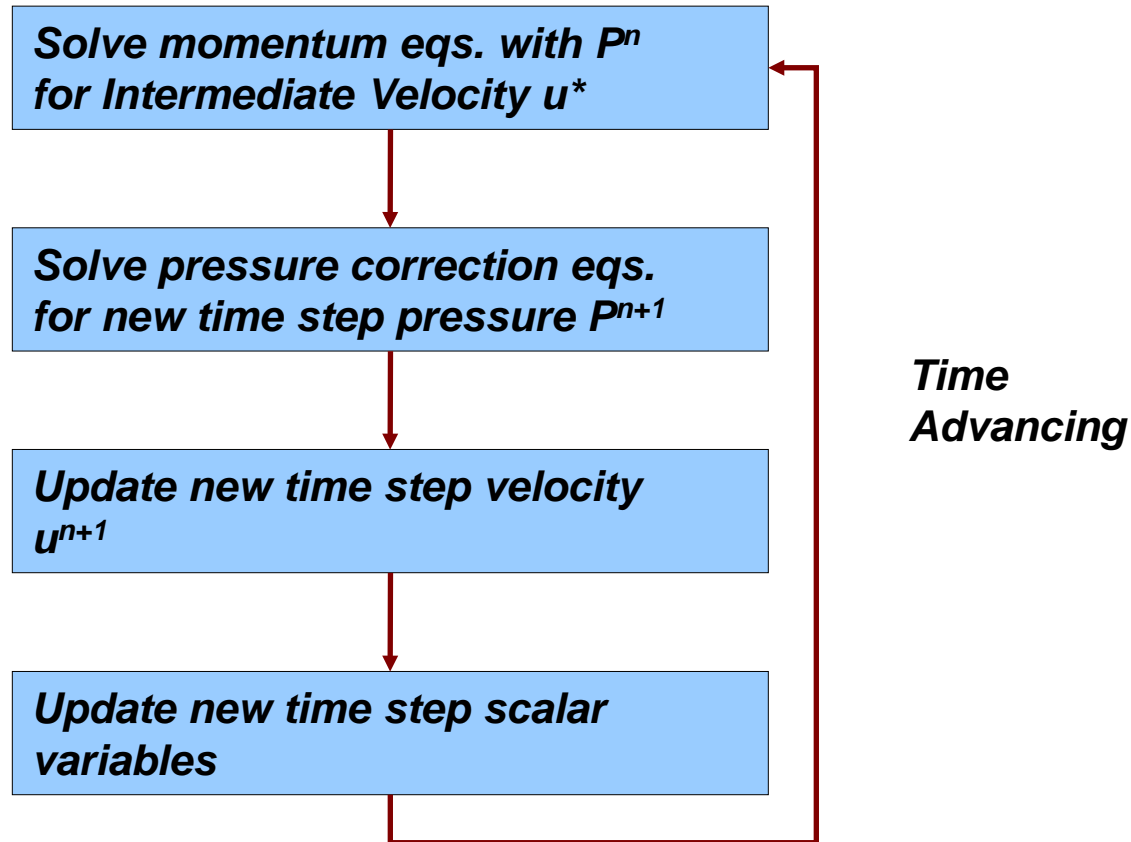 Solve momentum eqs. with Pⁿ
for Intermediate Velocity u*
Solve pressure correction eqs.
for new time step pressure Pⁿ⁺¹
Update new time step velocity
uⁿ⁺¹
Update new time step scalar
variables
Time
Advancing